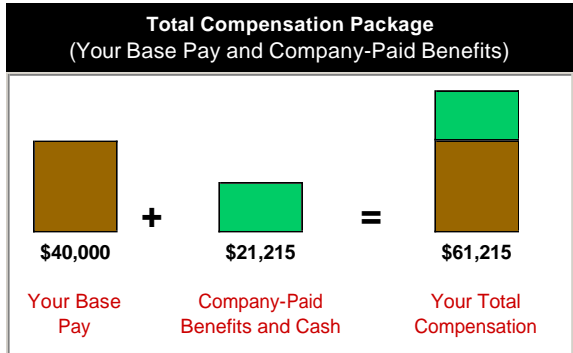 Total Compensation Package
(Your Base Pay and Company-Paid Benefits)
+
=
$40,000
$21,215
$61,215
Your Base
Pay
Company-Paid
Benefits and Cash
Your Total
Compensation